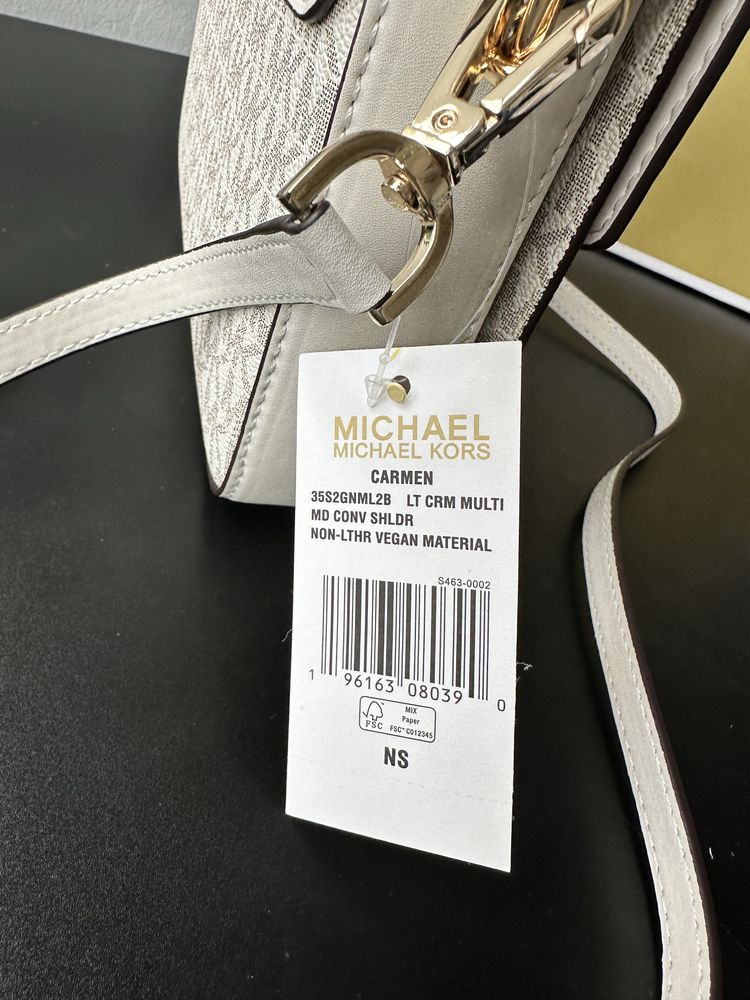 MICHAEL
MICHAEL KORS
CARMEN
35S2GNML2B LT CRM MULTI
MD CONV SHLDR
NON-LTHR VEGAN MATERIAL
S463-0002
1 96163 08039 0
FSC
MIX
Paper
FSC™ C012345
NS